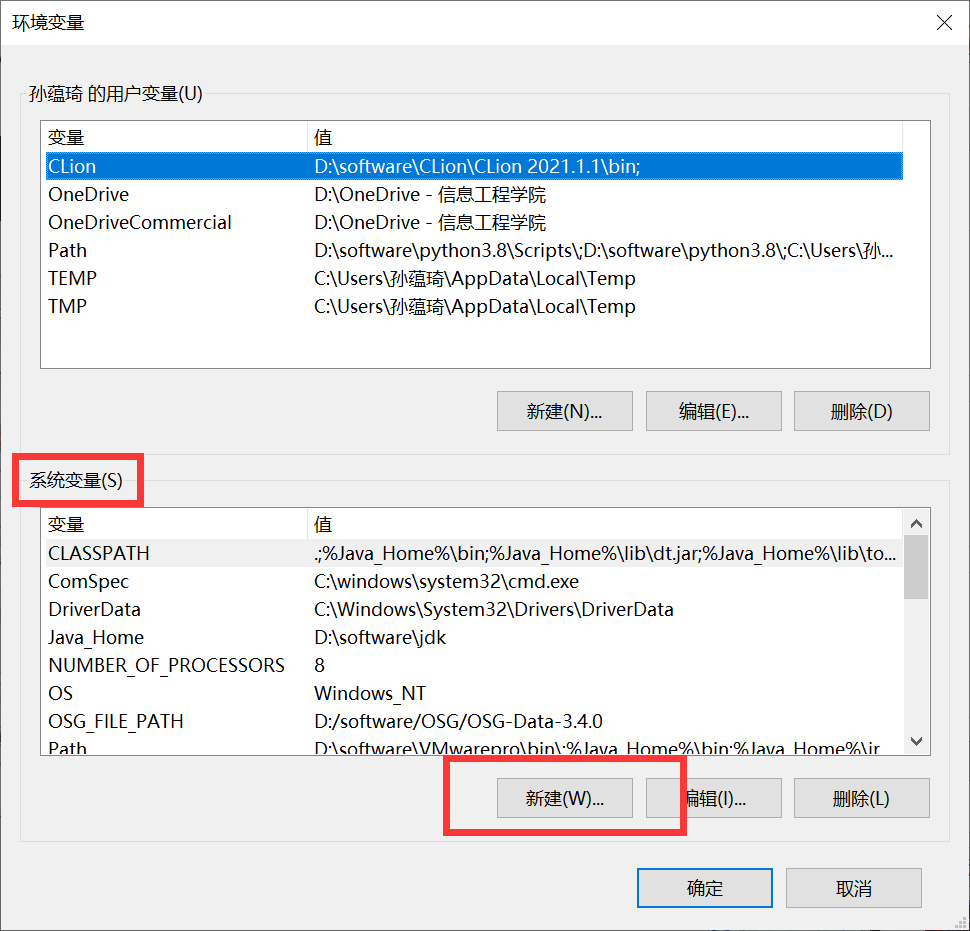 环境变量
孙蕴琦 的用户变量(U)
变量 值
CLion D:\software\CLion\CLion 2021.1.1\bin;
OneDrive D:\OneDrive - 信息工程学院
OneDriveCommercial D:\OneDrive - 信息工程学院
Path D:\software\python3.8\Scripts\;D:\software\python3.8\;C:\Users\孙...
TEMP C:\Users\孙蕴琦\AppData\Local\Temp
TMP C:\Users\孙蕴琦\AppData\Local\Temp
新建(N)... 编辑(E)... 删除(D)
系统变量(S)
变量 值
CLASSPATH .;%Java_Home%\bin;%Java_Home%\lib\dt.jar;%Java_Home%\lib\to...
ComSpec C:\windows\system32\cmd.exe
DriverData C:\Windows\System32\Drivers\DriverData
Java_Home D:\software\jdk
NUMBER_OF_PROCESSORS 8
OS Windows_NT
OSG_FILE_PATH D:/software/OSG/OSG-Data-3.4.0
Path D:\software\VMwarepro\bin\;%Java_Home%\bin;%Java_Home%\jr
新建(W)... 编辑(I)... 删除(L)
确定 取消